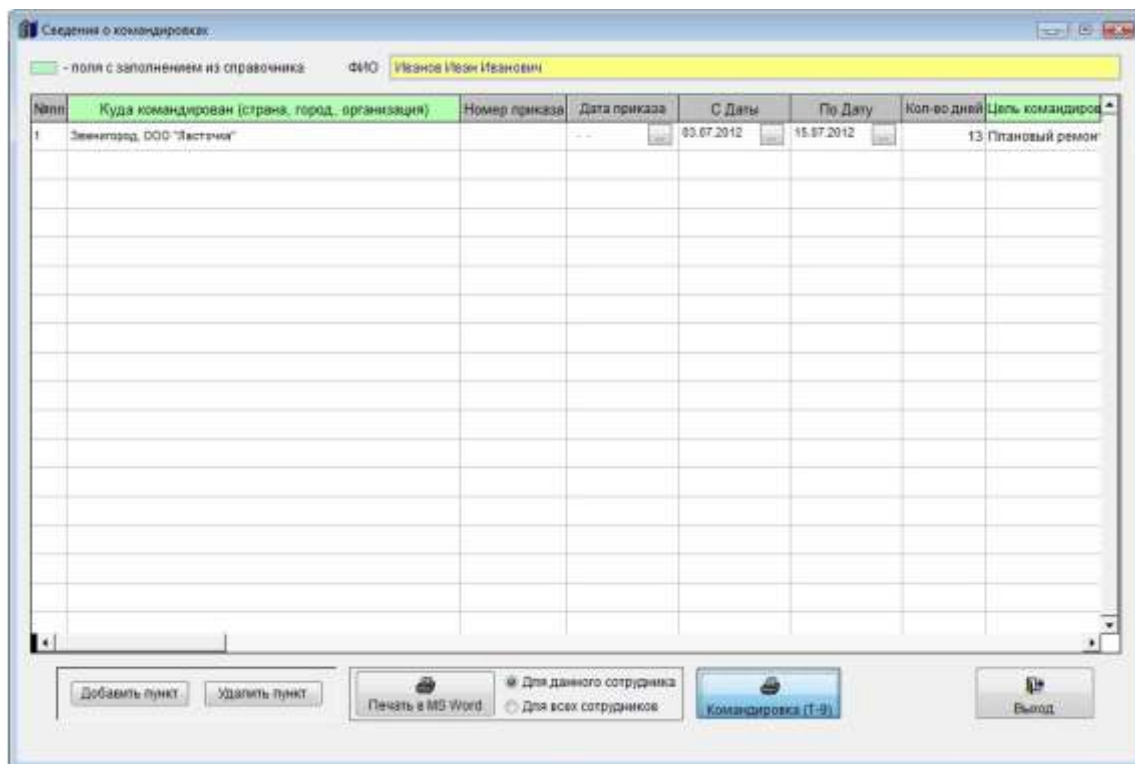 Сведения о командировках
- поля с заполнением из справочника ФИО Иванов Иван Иванович
№пп Куда командирован (страна, город, организация) Номер приказа Дата приказа С Даты По Дату Кол-во дней Цель командиров
1 Звенигород, ООО "Ласточка" - - ... 03.07.2012 ... 15.07.2012 ... 13 Плановый ремон
Добавить пункт Удалить пункт Печать в MS Word Для данного сотрудника
Для всех сотрудников Командировка (Т-9) Выход